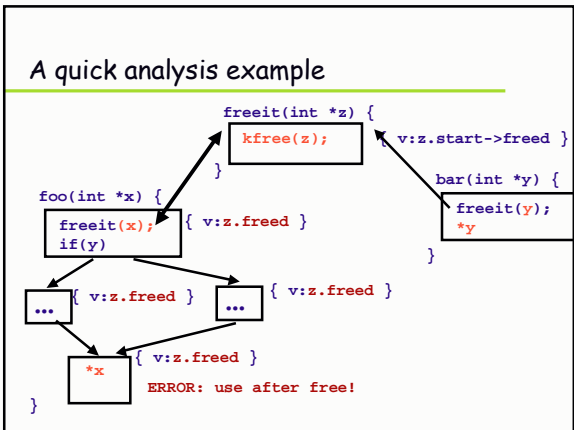 A quick analysis example
freeit(int *z) {
kfree(z);
{ v:z.start->freed }
}
bar(int *y) {
foo(int *x) {
freeit(x);
if(y)
{ v:z.freed }
freeit(y);
*y
}
...
{ v:z.freed }
...
{ v:z.freed }
*x
{ v:z.freed }
ERROR: use after free!
}